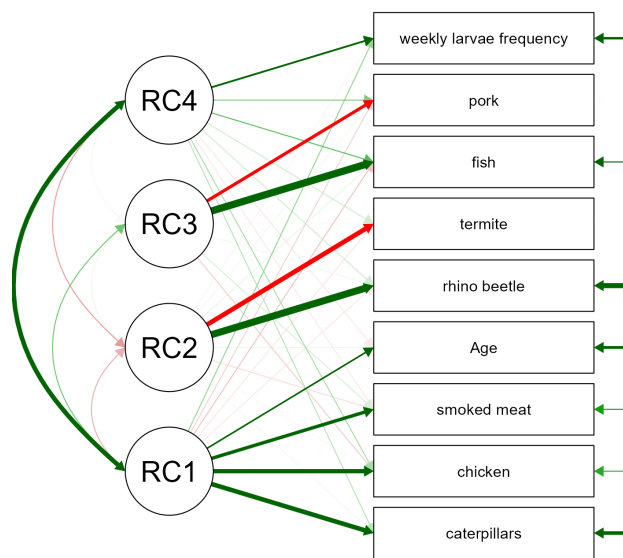 weekly larvae frequency
RC4
pork
fish
RC3
termite
rhino beetle
RC2
Age
smoked meat
RC1
chicken
caterpillars